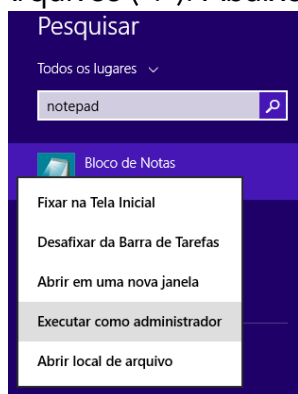 Pesquisar
Todos os lugares
notepad
Bloco de Notas
Fixar na Tela Inicial
Desafixar da Barra de Tarefas
Abrir em uma nova janela
Executar como administrador
Abrir local de arquivo